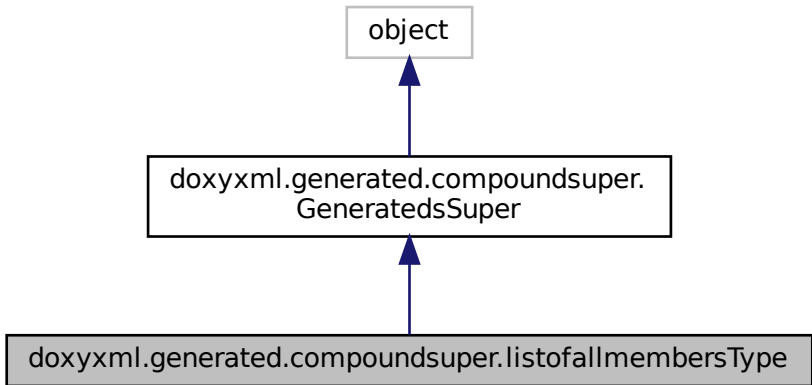 object
doxyxml.generated.compoundsuper.
GeneratedsSuper
doxyxml.generated.compoundsuper.listofallmembersType